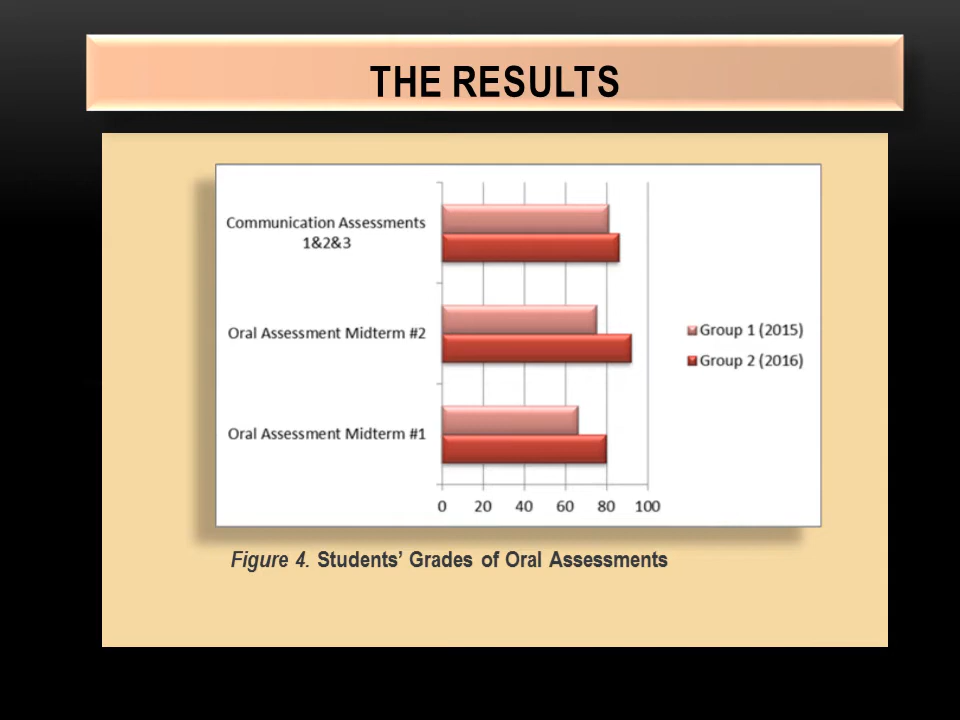 THE RESULTS
Communication Assessments
1&2&3
Oral Assessment Midterm #2
Oral Assessment Midterm #1
Group 1 (2015)
Group 2 (2016)
0 20 40 60 80 100
Figure 4. Students’ Grades of Oral Assessments